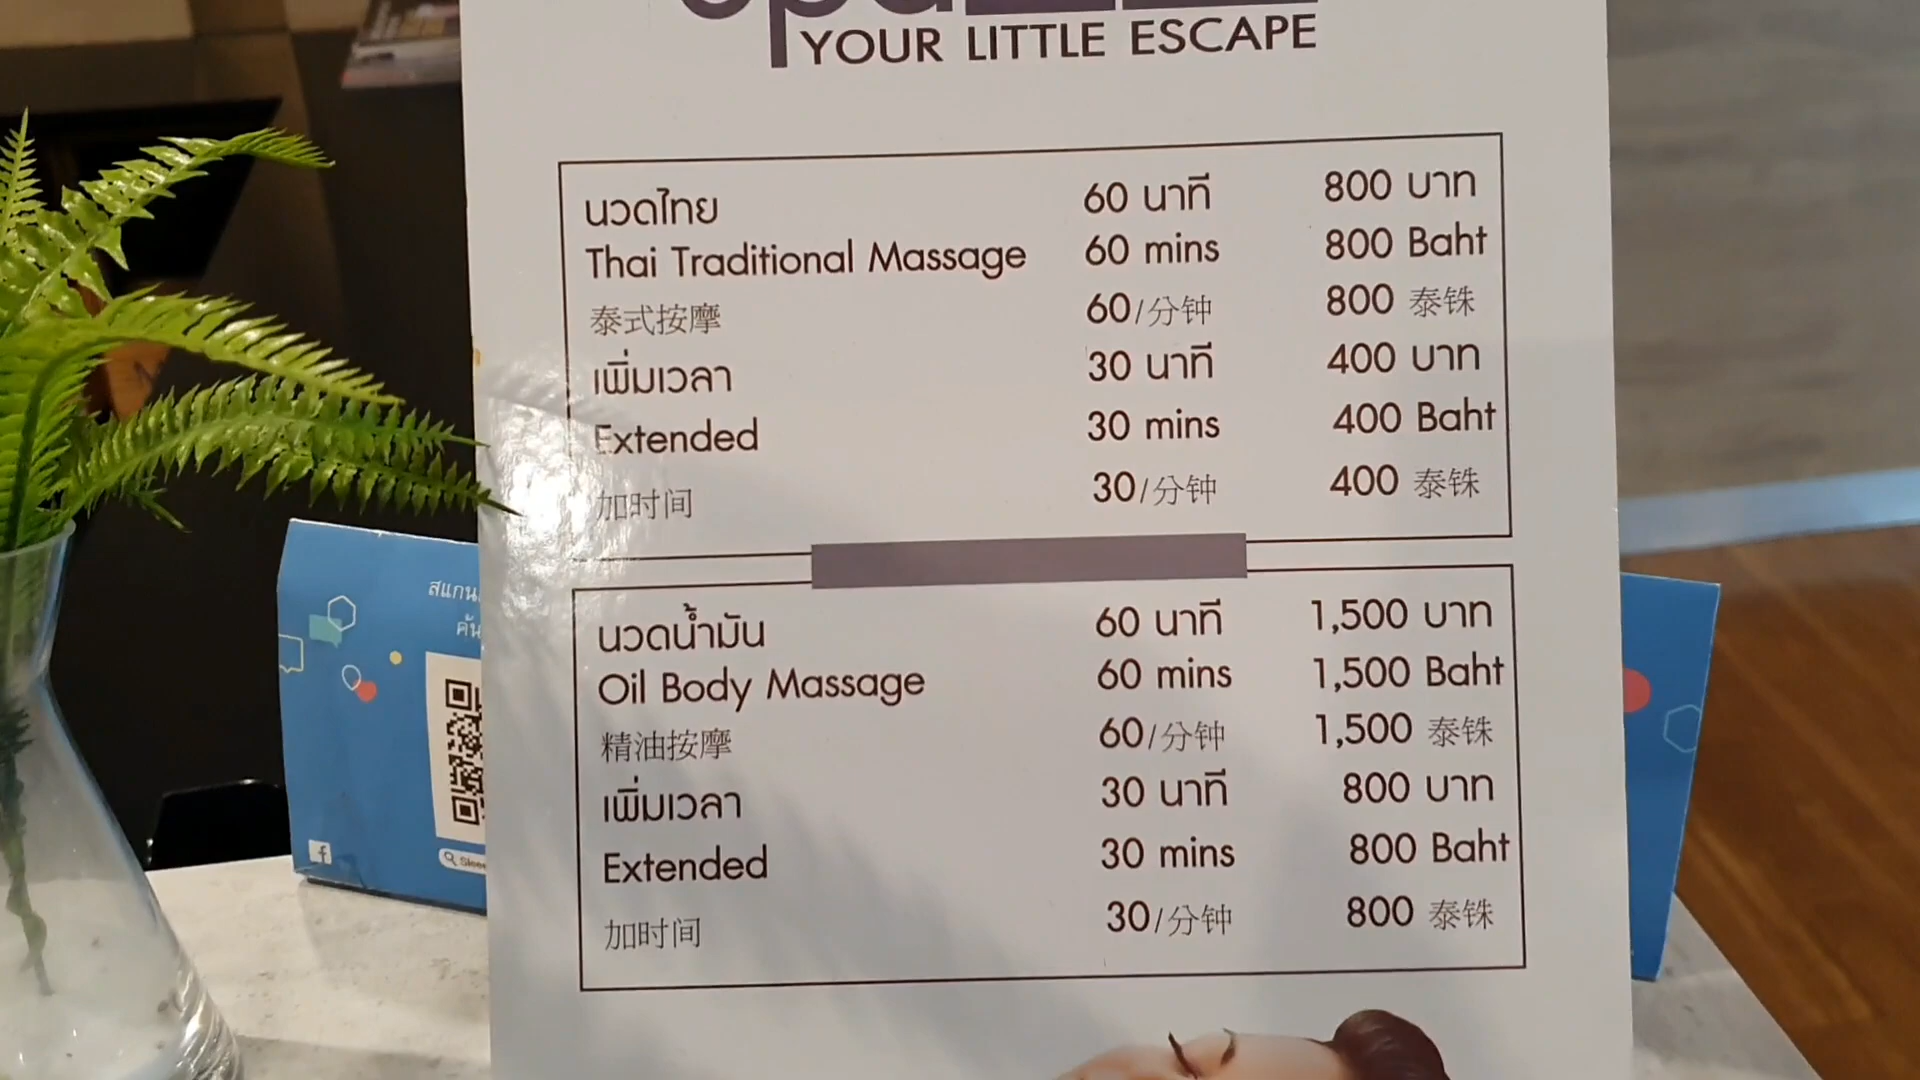 spa
YOUR LITTLE ESCAPE
นวดไทย 60 นาที 800 บาท
Thai Traditional Massage 60 mins 800 Baht
泰式按摩 60/分钟 800 泰铢
เพิ่มเวลา 30 นาที 400 บาท
Extended 30 mins 400 Baht
加时间 30/分钟 400 泰铢
นวดน้ำมัน 60 นาที 1,500 บาท
Oil Body Massage 60 mins 1,500 Baht
精油按摩 60/分钟 1,500 泰铢
เพิ่มเวลา 30 นาที 800 บาท
Extended 30 mins 800 Baht
加时间 30/分钟 800 泰铢
สแกน
f